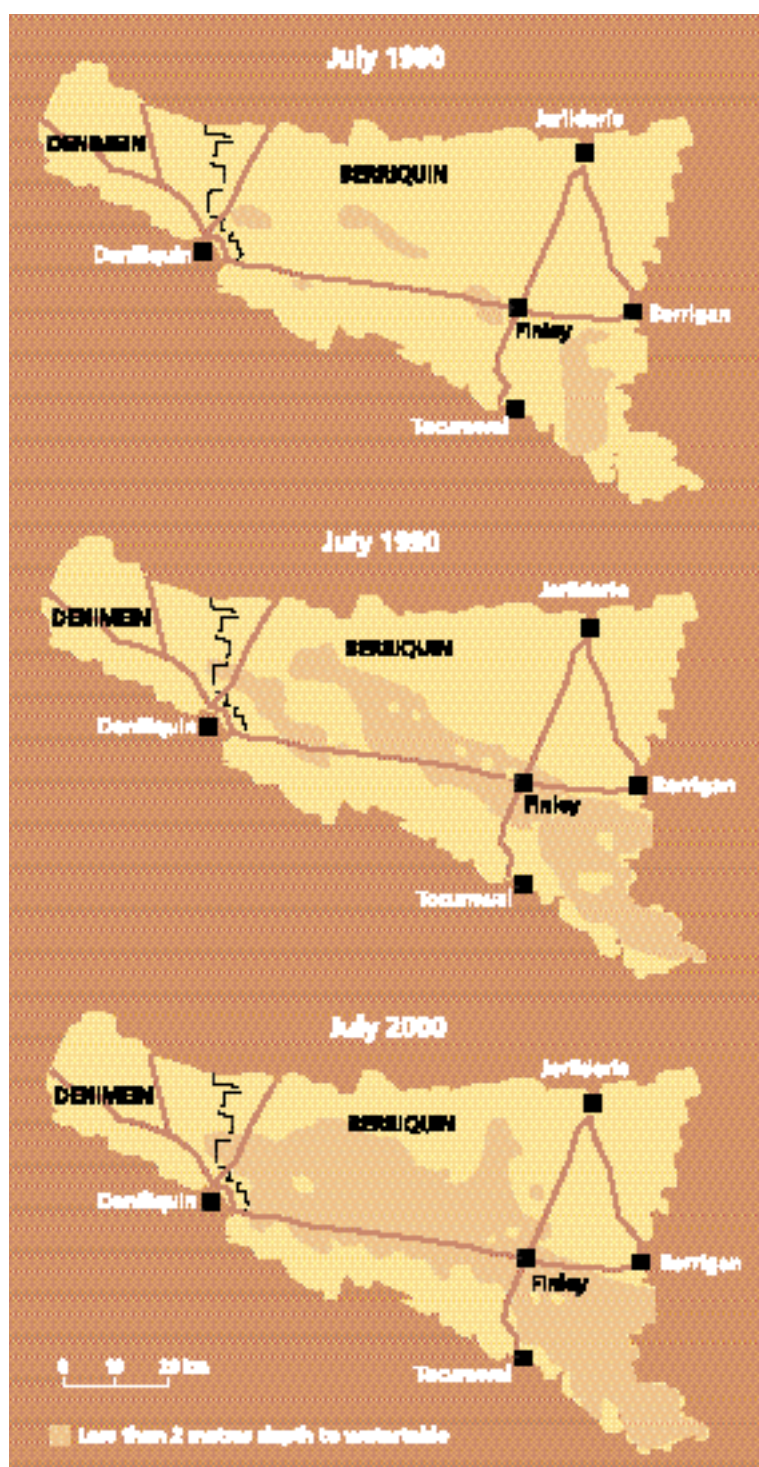 July 1980
Jerilderie
DENIMEIN
BERRIQUIN
Deniliquin
Berrigan
Finley
Tocumwal
July 1990
Jerilderie
DENIMEIN
BERRIQUIN
Deniliquin
Berrigan
Finley
Tocumwal
July 2000
Jerilderie
DENIMEIN
BERRIQUIN
Deniliquin
Berrigan
Finley
0 10 20 km
Tocumwal
Less than 2 metres depth to watertable